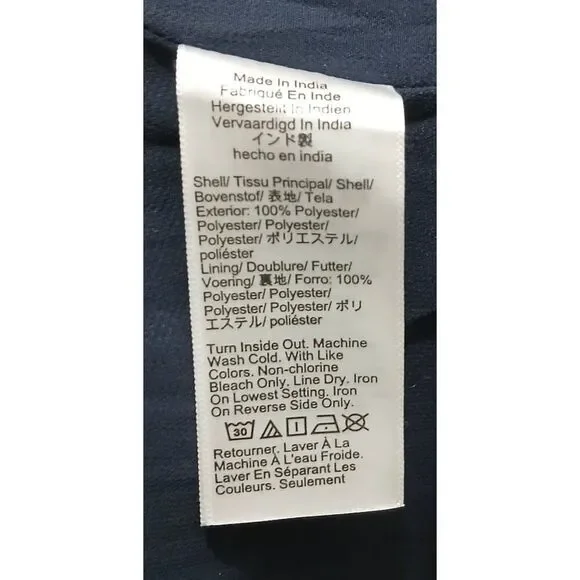 Made In India
Fabriqué En Inde
Hergestellt In Indien
Vervaardigd In India
インド製
hecho en india
Shell/ Tissu Principal/ Shell/
Bovenstof/ 表地/ Tela
Exterior: 100% Polyester/
Polyester/ Polyester/
Polyester/ ポリエステル/
poliéster
Lining/ Doublure/ Futter/
Voering/ 裏地/ Forro: 100%
Polyester/ Polyester/
Polyester/ Polyester/ ポリ
エステル/ poliéster
Turn Inside Out. Machine
Wash Cold. With Like
Colors. Non-chlorine
Bleach Only. Line Dry. Iron
On Lowest Setting. Iron
On Reverse Side Only.
30
Retourner. Laver À La
Machine À L'eau Froide.
Laver En Séparant Les
Couleurs. Seulement